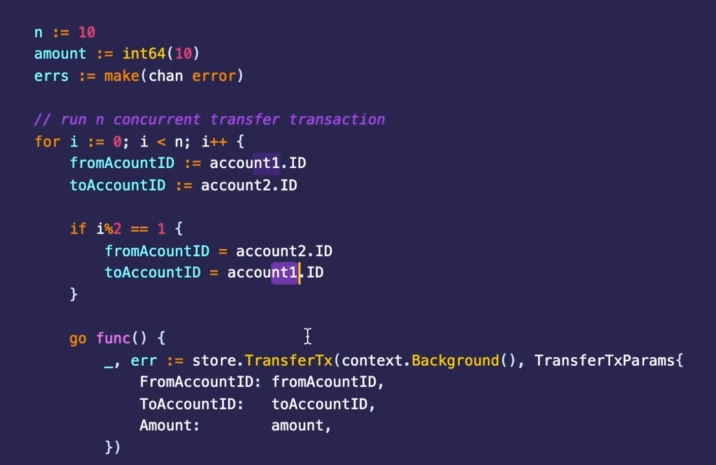 n := 10
amount := int64(10)
errs := make(chan error)
// run n concurrent transfer transaction
for i := 0; i < n; i++ {
fromAcountID := account1.ID
toAccountID := account2.ID
if i%2 == 1 {
fromAcountID = account2.ID
toAccountID = account1.ID
}
go func() {
_, err := store.TransferTx(context.Background(), TransferTxParams{
FromAccountID: fromAcountID,
ToAccountID: toAccountID,
Amount: amount,
})